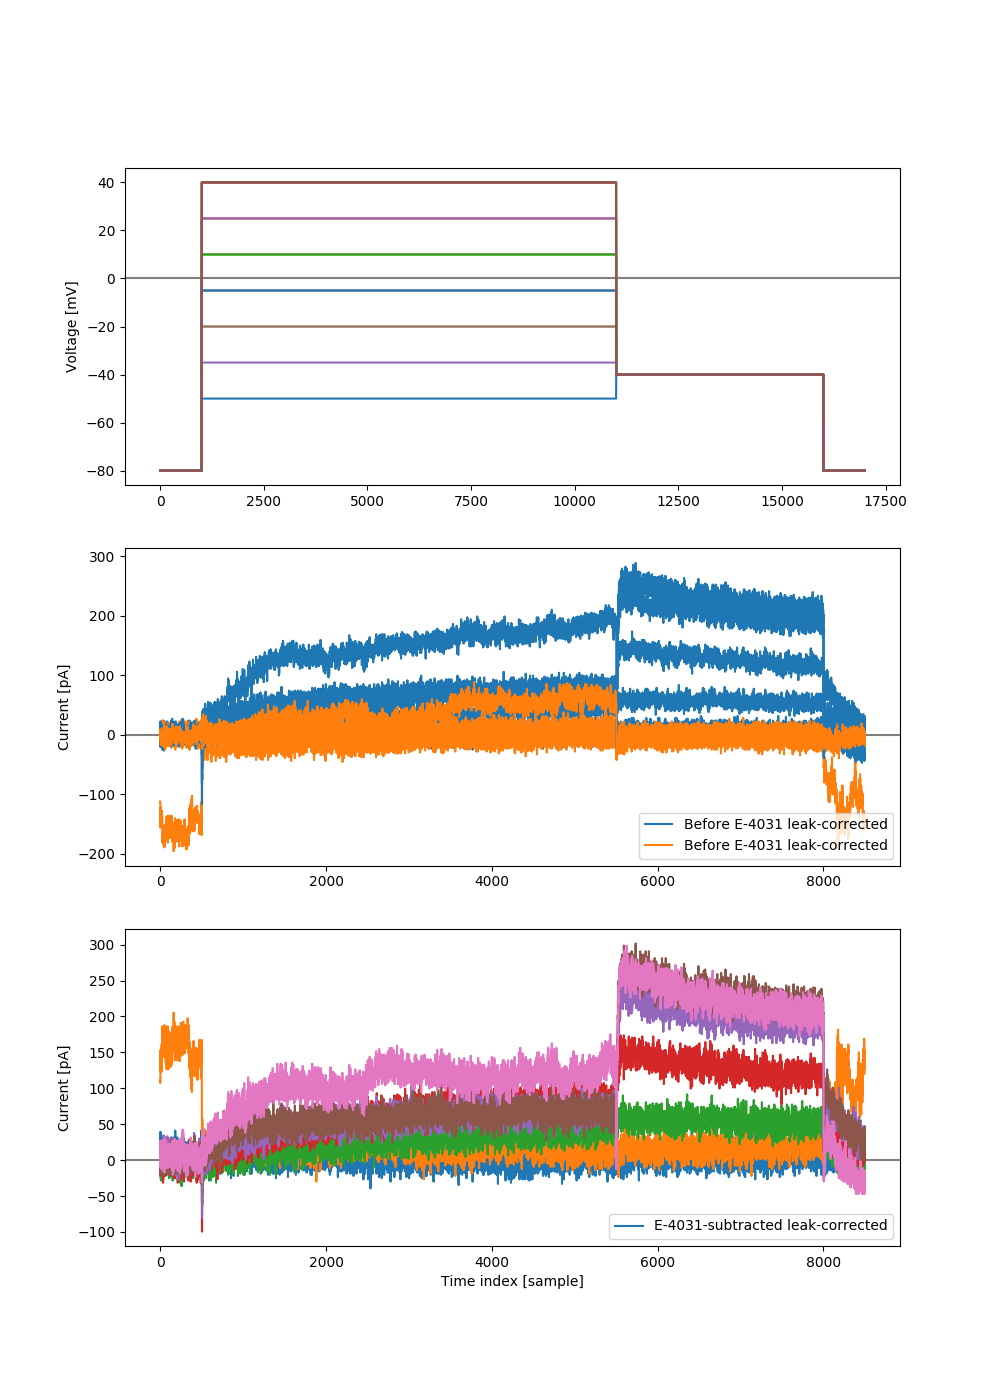 40
20
0
−20
−40
−60
−80
Voltage [mV]
0 2500 5000 7500 10000 12500 15000 17500
300
200
100
0
−100
−200
Current [pA]
Before E-4031 leak-corrected
Before E-4031 leak-corrected
0 2000 4000 6000 8000
300
250
200
150
100
50
0
−50
−100
Current [pA]
E-4031-subtracted leak-corrected
0 2000 4000 6000 8000
Time index [sample]